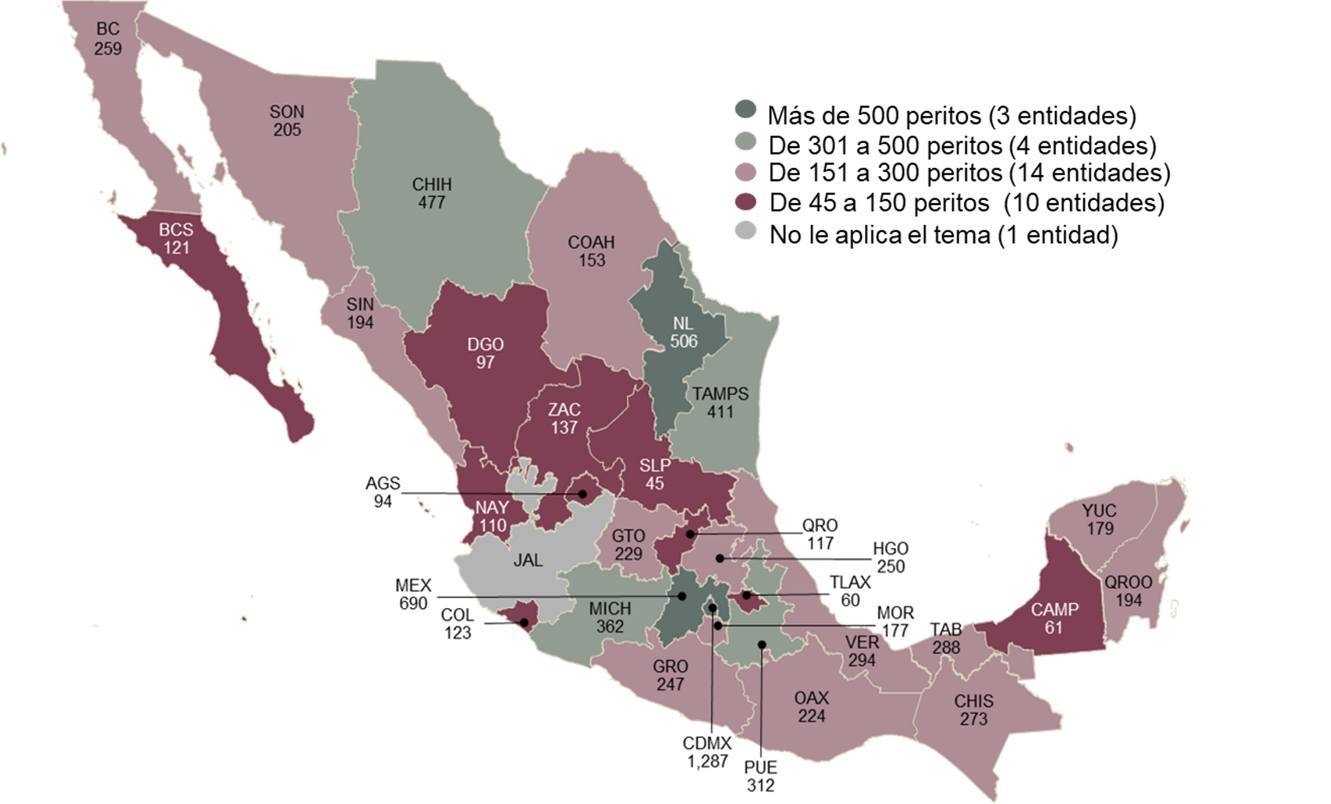 BC
259
SON
205
CHIH
477
COAH
153
BCS
121
SIN
194
DGO
97
NL
506
TAMPS
411
ZAC
137
SLP
45
AGS
94
NAY
110
JAL
GTO
229
QRO
117
HGO
250
MEX
690
COL
123
MICH
362
TLAX
60
MOR
177
VER
294
TAB
288
YUC
179
QROO
194
CAMP
61
GRO
247
OAX
224
CHIS
273
CDMX
1,287
PUE
312
Más de 500 peritos (3 entidades)
De 301 a 500 peritos (4 entidades)
De 151 a 300 peritos (14 entidades)
De 45 a 150 peritos (10 entidades)
No le aplica el tema (1 entidad)